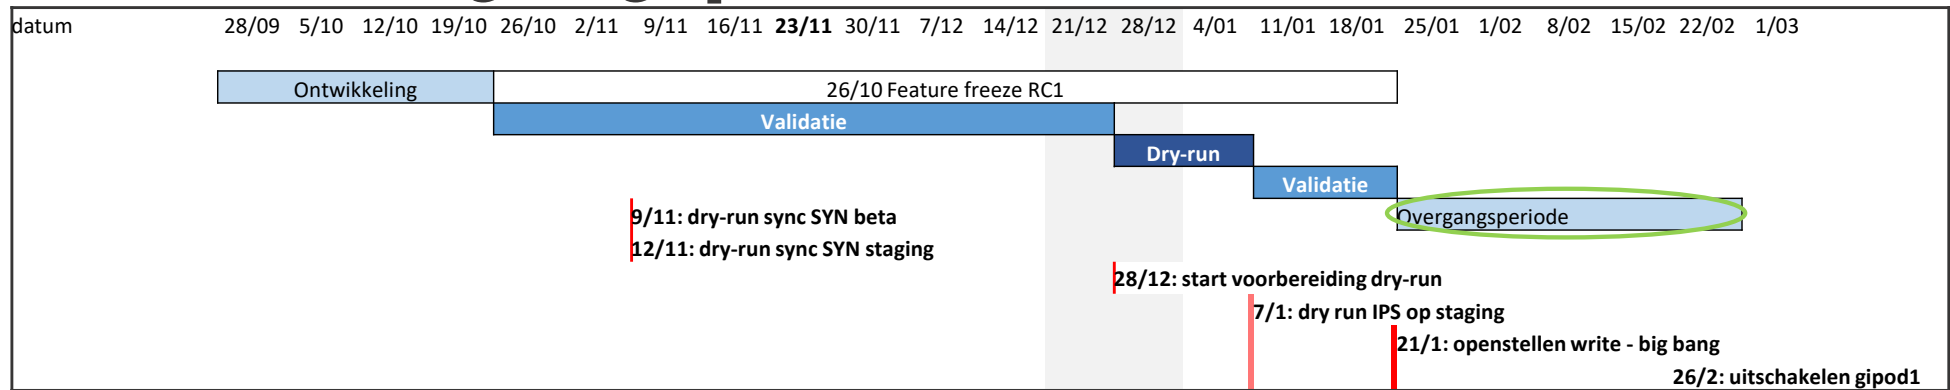 datum 28/09 5/10 12/10 19/10 26/10 2/11 9/11 16/11 23/11 30/11 7/12 14/12 21/12 28/12 4/01 11/01 18/01 25/01 1/02 8/02 15/02 22/02 1/03
Ontwikkeling 26/10 Feature freeze RC1
Validatie
Dry-run
Validatie
Overgangsperiode
9/11: dry-run sync SYN beta
12/11: dry-run sync SYN staging
28/12: start voorbereiding dry-run
7/1: dry run IPS op staging
21/1: openstellen write - big bang
26/2: uitschakelen gipod1